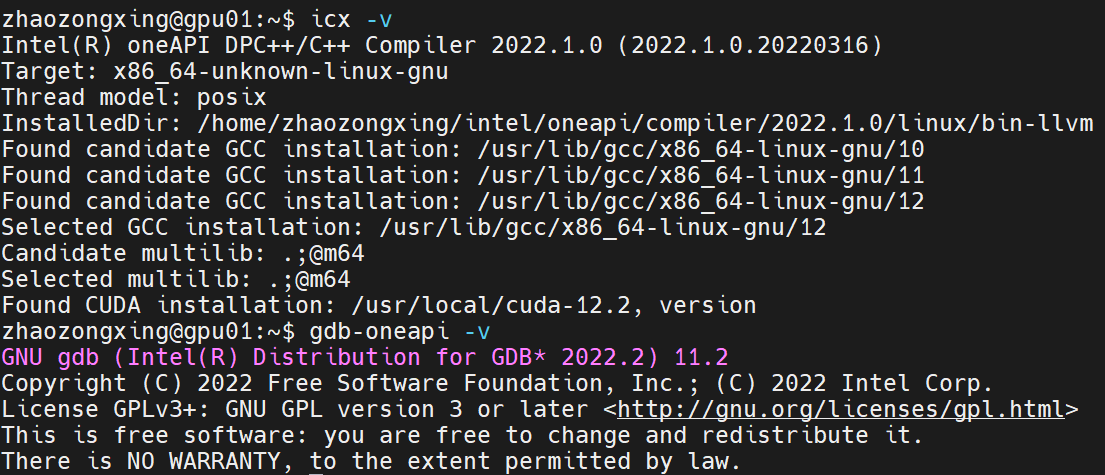 zhaozongxing@gpu01:~$ icx -v
Intel(R) oneAPI DPC++/C++ Compiler 2022.1.0 (2022.1.0.20220316)
Target: x86_64-unknown-linux-gnu
Thread model: posix
InstalledDir: /home/zhaozongxing/intel/oneapi/compiler/2022.1.0/linux/bin-llvm
Found candidate GCC installation: /usr/lib/gcc/x86_64-linux-gnu/10
Found candidate GCC installation: /usr/lib/gcc/x86_64-linux-gnu/11
Found candidate GCC installation: /usr/lib/gcc/x86_64-linux-gnu/12
Selected GCC installation: /usr/lib/gcc/x86_64-linux-gnu/12
Candidate multilib: .;@m64
Selected multilib: .;@m64
Found CUDA installation: /usr/local/cuda-12.2, version
zhaozongxing@gpu01:~$ gdb-oneapi -v
GNU gdb (Intel(R) Distribution for GDB* 2022.2) 11.2
Copyright (C) 2022 Free Software Foundation, Inc.; (C) 2022 Intel Corp.
License GPLv3+: GNU GPL version 3 or later <http://gnu.org/licenses/gpl.html>
This is free software: you are free to change and redistribute it.
There is NO WARRANTY, to the extent permitted by law.